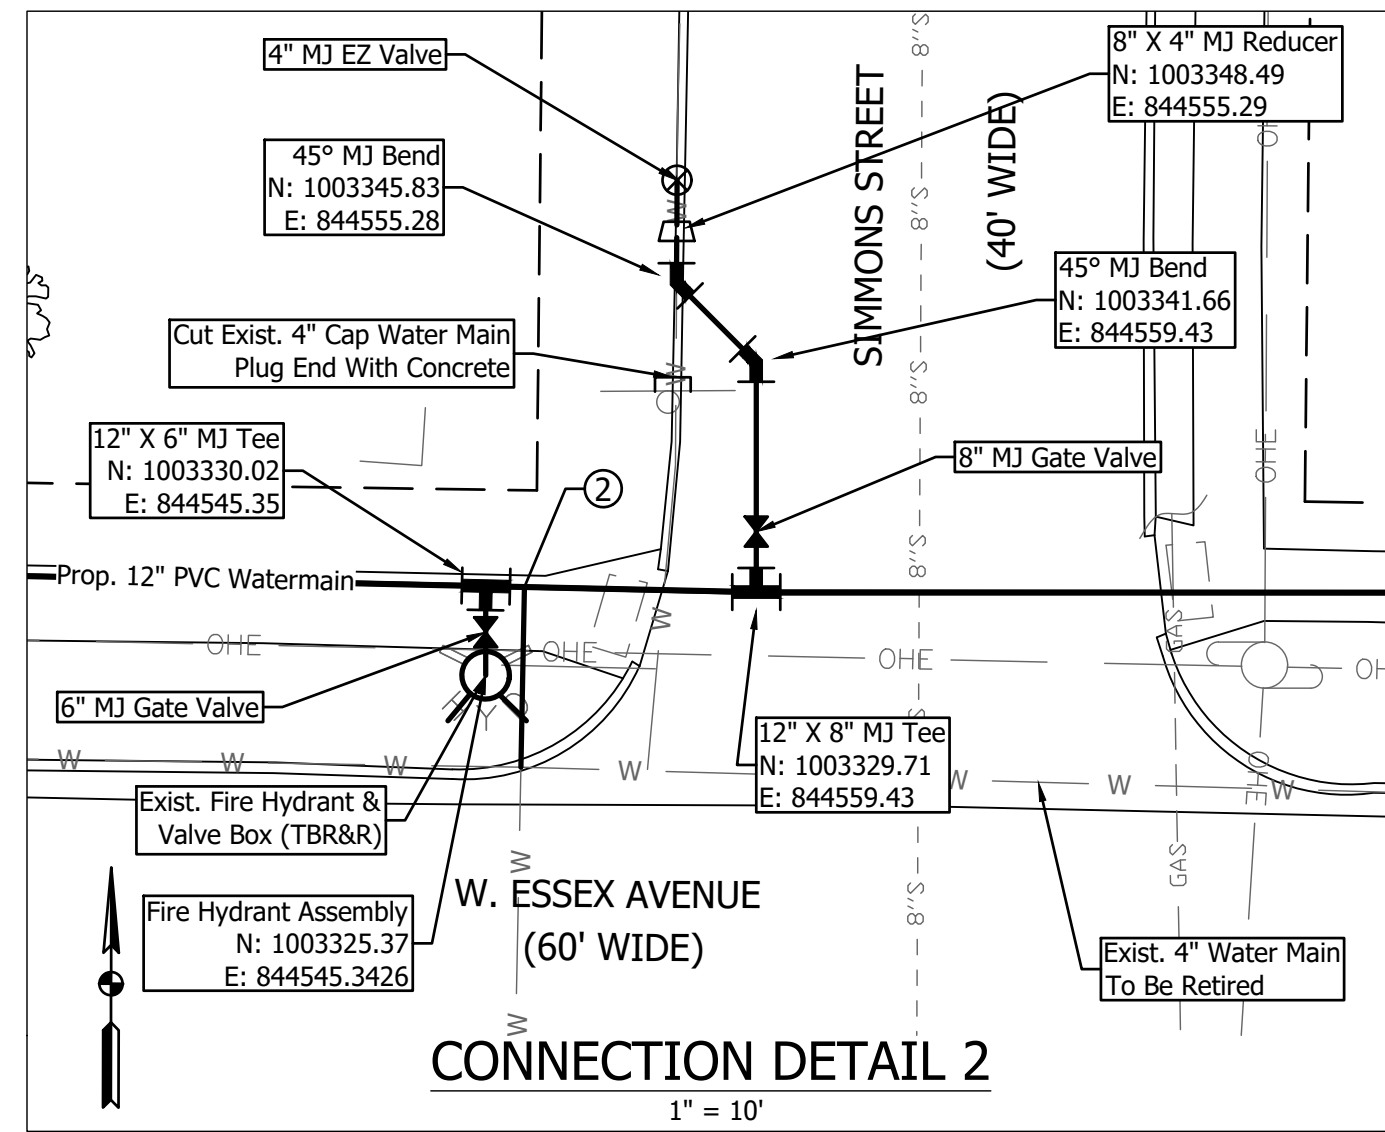 4" MJ EZ Valve
8" X 4" MJ Reducer
N: 1003348.49
E: 844555.29
45° MJ Bend
N: 1003345.83
E: 844555.28
SIMMONS STREET
(40' WIDE)
45° MJ Bend
N: 1003341.66
E: 844559.43
Cut Exist. 4" Cap Water Main
Plug End With Concrete
12" X 6" MJ Tee
N: 1003330.02
E: 844545.35
8" MJ Gate Valve
2
Prop. 12" PVC Watermain
6" MJ Gate Valve
12" X 8" MJ Tee
N: 1003329.71
E: 844559.43
Exist. Fire Hydrant &
Valve Box (TBR&R)
Fire Hydrant Assembly
N: 1003325.37
E: 844545.3426
W. ESSEX AVENUE
(60' WIDE)
Exist. 4" Water Main
To Be Retired
OHE
OHE
OHE
OHE
OHE
OHE
GAS
GAS
W
W
W
W
W
W
W
W
W
W
W
W
8"S
8"S
8"S
8"S
8"S
CONNECTION DETAIL 2
1" = 10'